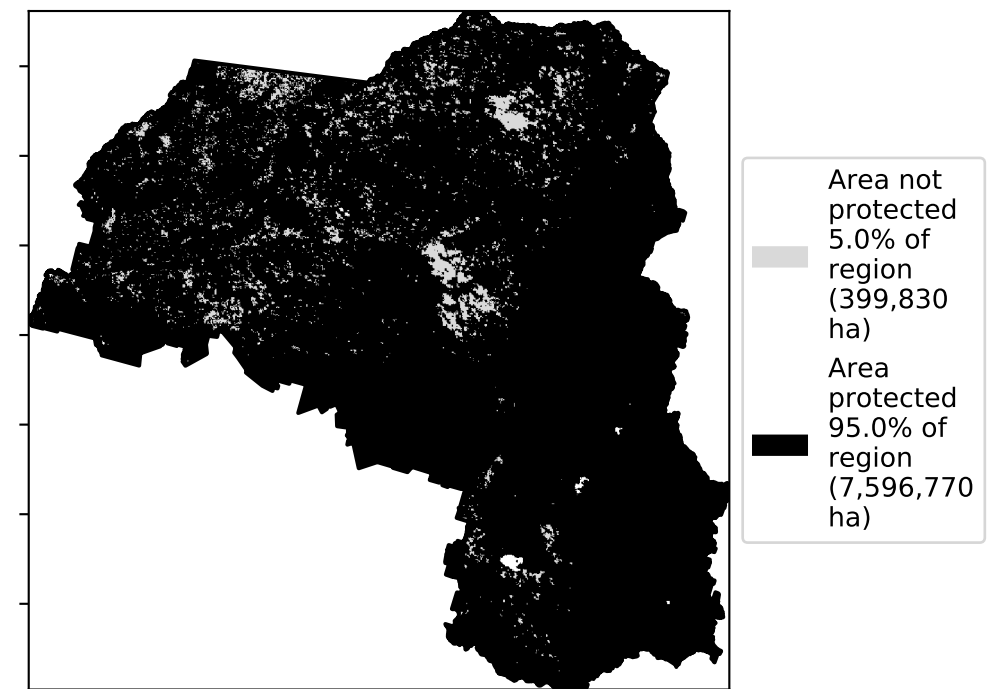 Area not
protected
5.0% of
region
(399,830
ha)
Area
protected
95.0% of
region
(7,596,770
ha)